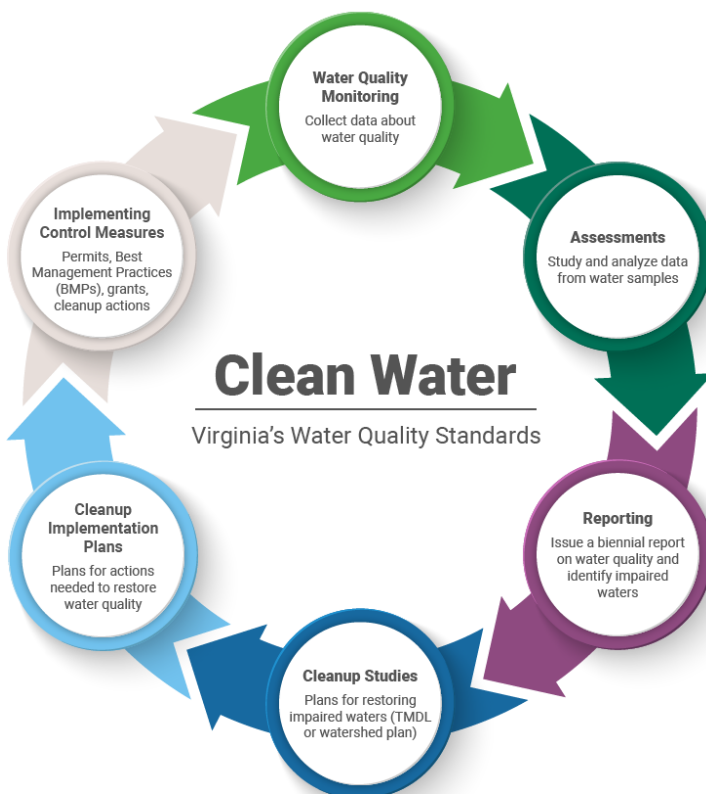 Water Quality
Monitoring
Collect data about
water quality
Assessments
Study and analyze data
from water samples
Reporting
Issue a biennial report
on water quality and
identify impaired
waters
Cleanup Studies
Plans for restoring
impaired waters (TMDL
or watershed plan)
Cleanup
Implementation
Plans
Plans for actions
needed to restore
water quality
Implementing
Control Measures
Permits, Best
Management Practices
(BMPs), grants,
cleanup actions
Clean Water
Virginia’s Water Quality Standards